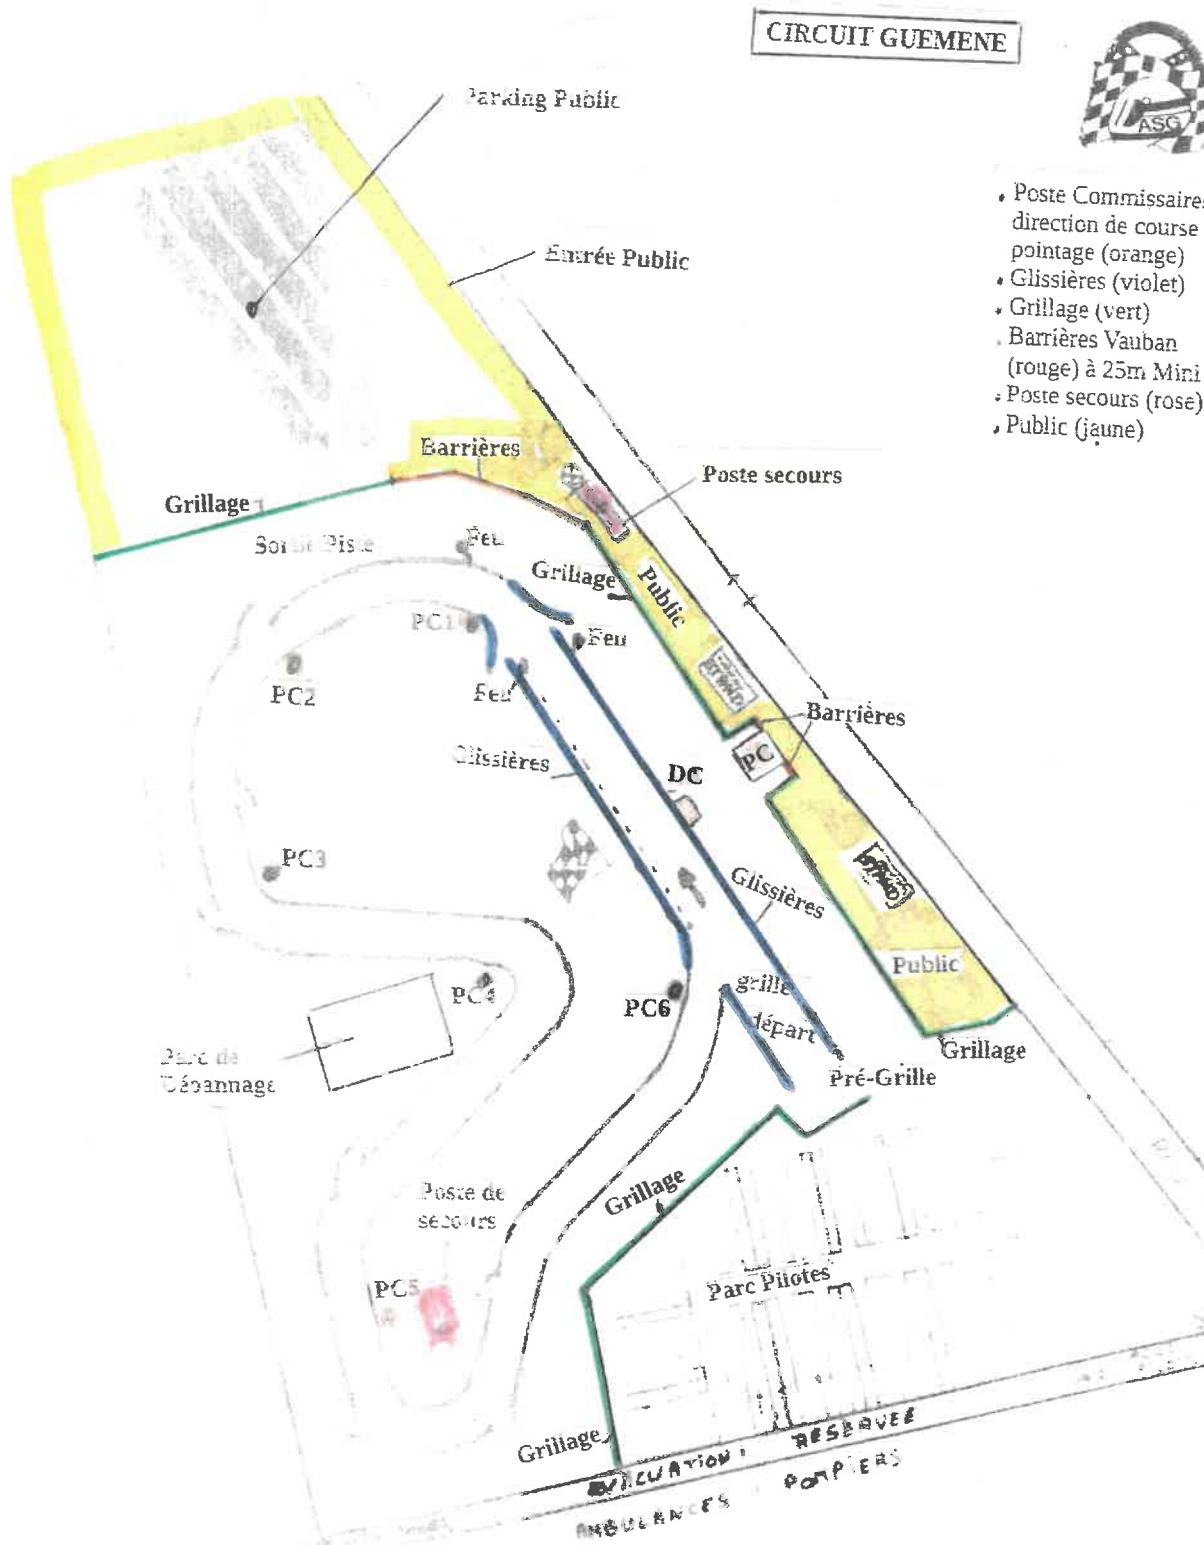 CIRCUIT GUEMENE
ASG
Parking Public
Entrée Public
• Poste Commissaires
direction de course
pointage (orange)
• Glissières (violet)
• Grillage (vert)
. Barrières Vauban
(rouge) à 25m Mini
• Poste secours (rose)
• Public (jaune)
Barrières
Poste secours
Grillage
Sortie Piste
Feu
Grillage
Public
PC1
Feu
PC2
Feu
Barrières
Glissières
PC
DC
PC3
Glissières
Public
PC4
grille
départ
PC6
Grillage
Parc de
Dépannage
Pré-Grille
Poste de
secours
Grillage
PC5
Parc Pilotes
Grillage
EVACUATION RESERVEE
AMBULANCES POMPIERS